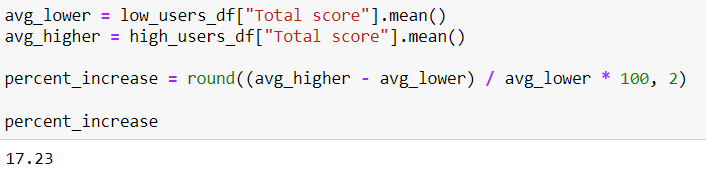 avg_lower = low_users_df["Total score"].mean()
avg_higher = high_users_df["Total score"].mean()
percent_increase = round((avg_higher - avg_lower) / avg_lower * 100, 2)
percent_increase
17.23